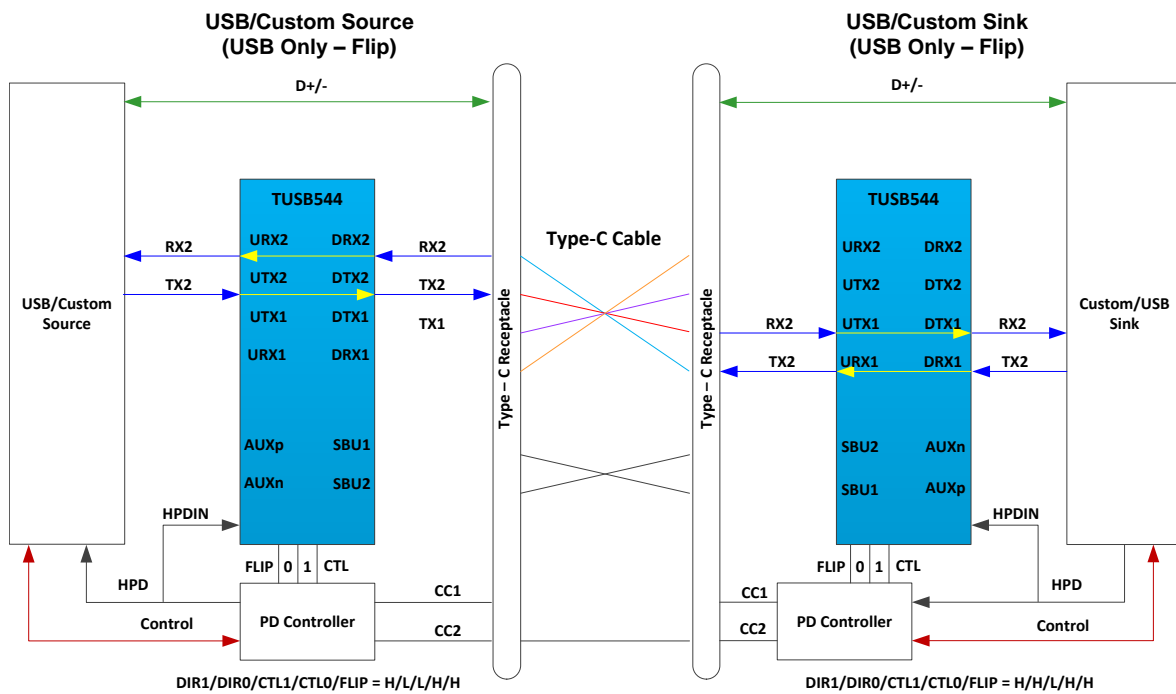 USB/Custom Source
(USB Only – Flip)
USB/Custom Sink
(USB Only – Flip)
D+/-
D+/-
TUSB544
TUSB544
Type-C Cable
RX2
URX2
DRX2
RX2
URX2
DRX2
TX2
UTX2
DTX2
TX2
UTX2
DTX2
USB/Custom
Source
UTX1
DTX1
TX1
RX2
UTX1
DTX1
RX2
Custom/USB
Sink
URX1
DRX1
TX2
URX1
DRX1
TX2
Type – C Receptacle
Type – C Receptacle
AUXp
SBU1
SBU2
AUXn
AUXn
SBU2
SBU1
AUXp
HPDIN
HPDIN
FLIP
0
1
CTL
FLIP
0
1
CTL
HPD
CC1
CC1
HPD
Control
PD Controller
CC2
CC2
PD Controller
Control
DIR1/DIR0/CTL1/CTL0/FLIP = H/L/L/H/H
DIR1/DIR0/CTL1/CTL0/FLIP = H/H/L/H/H